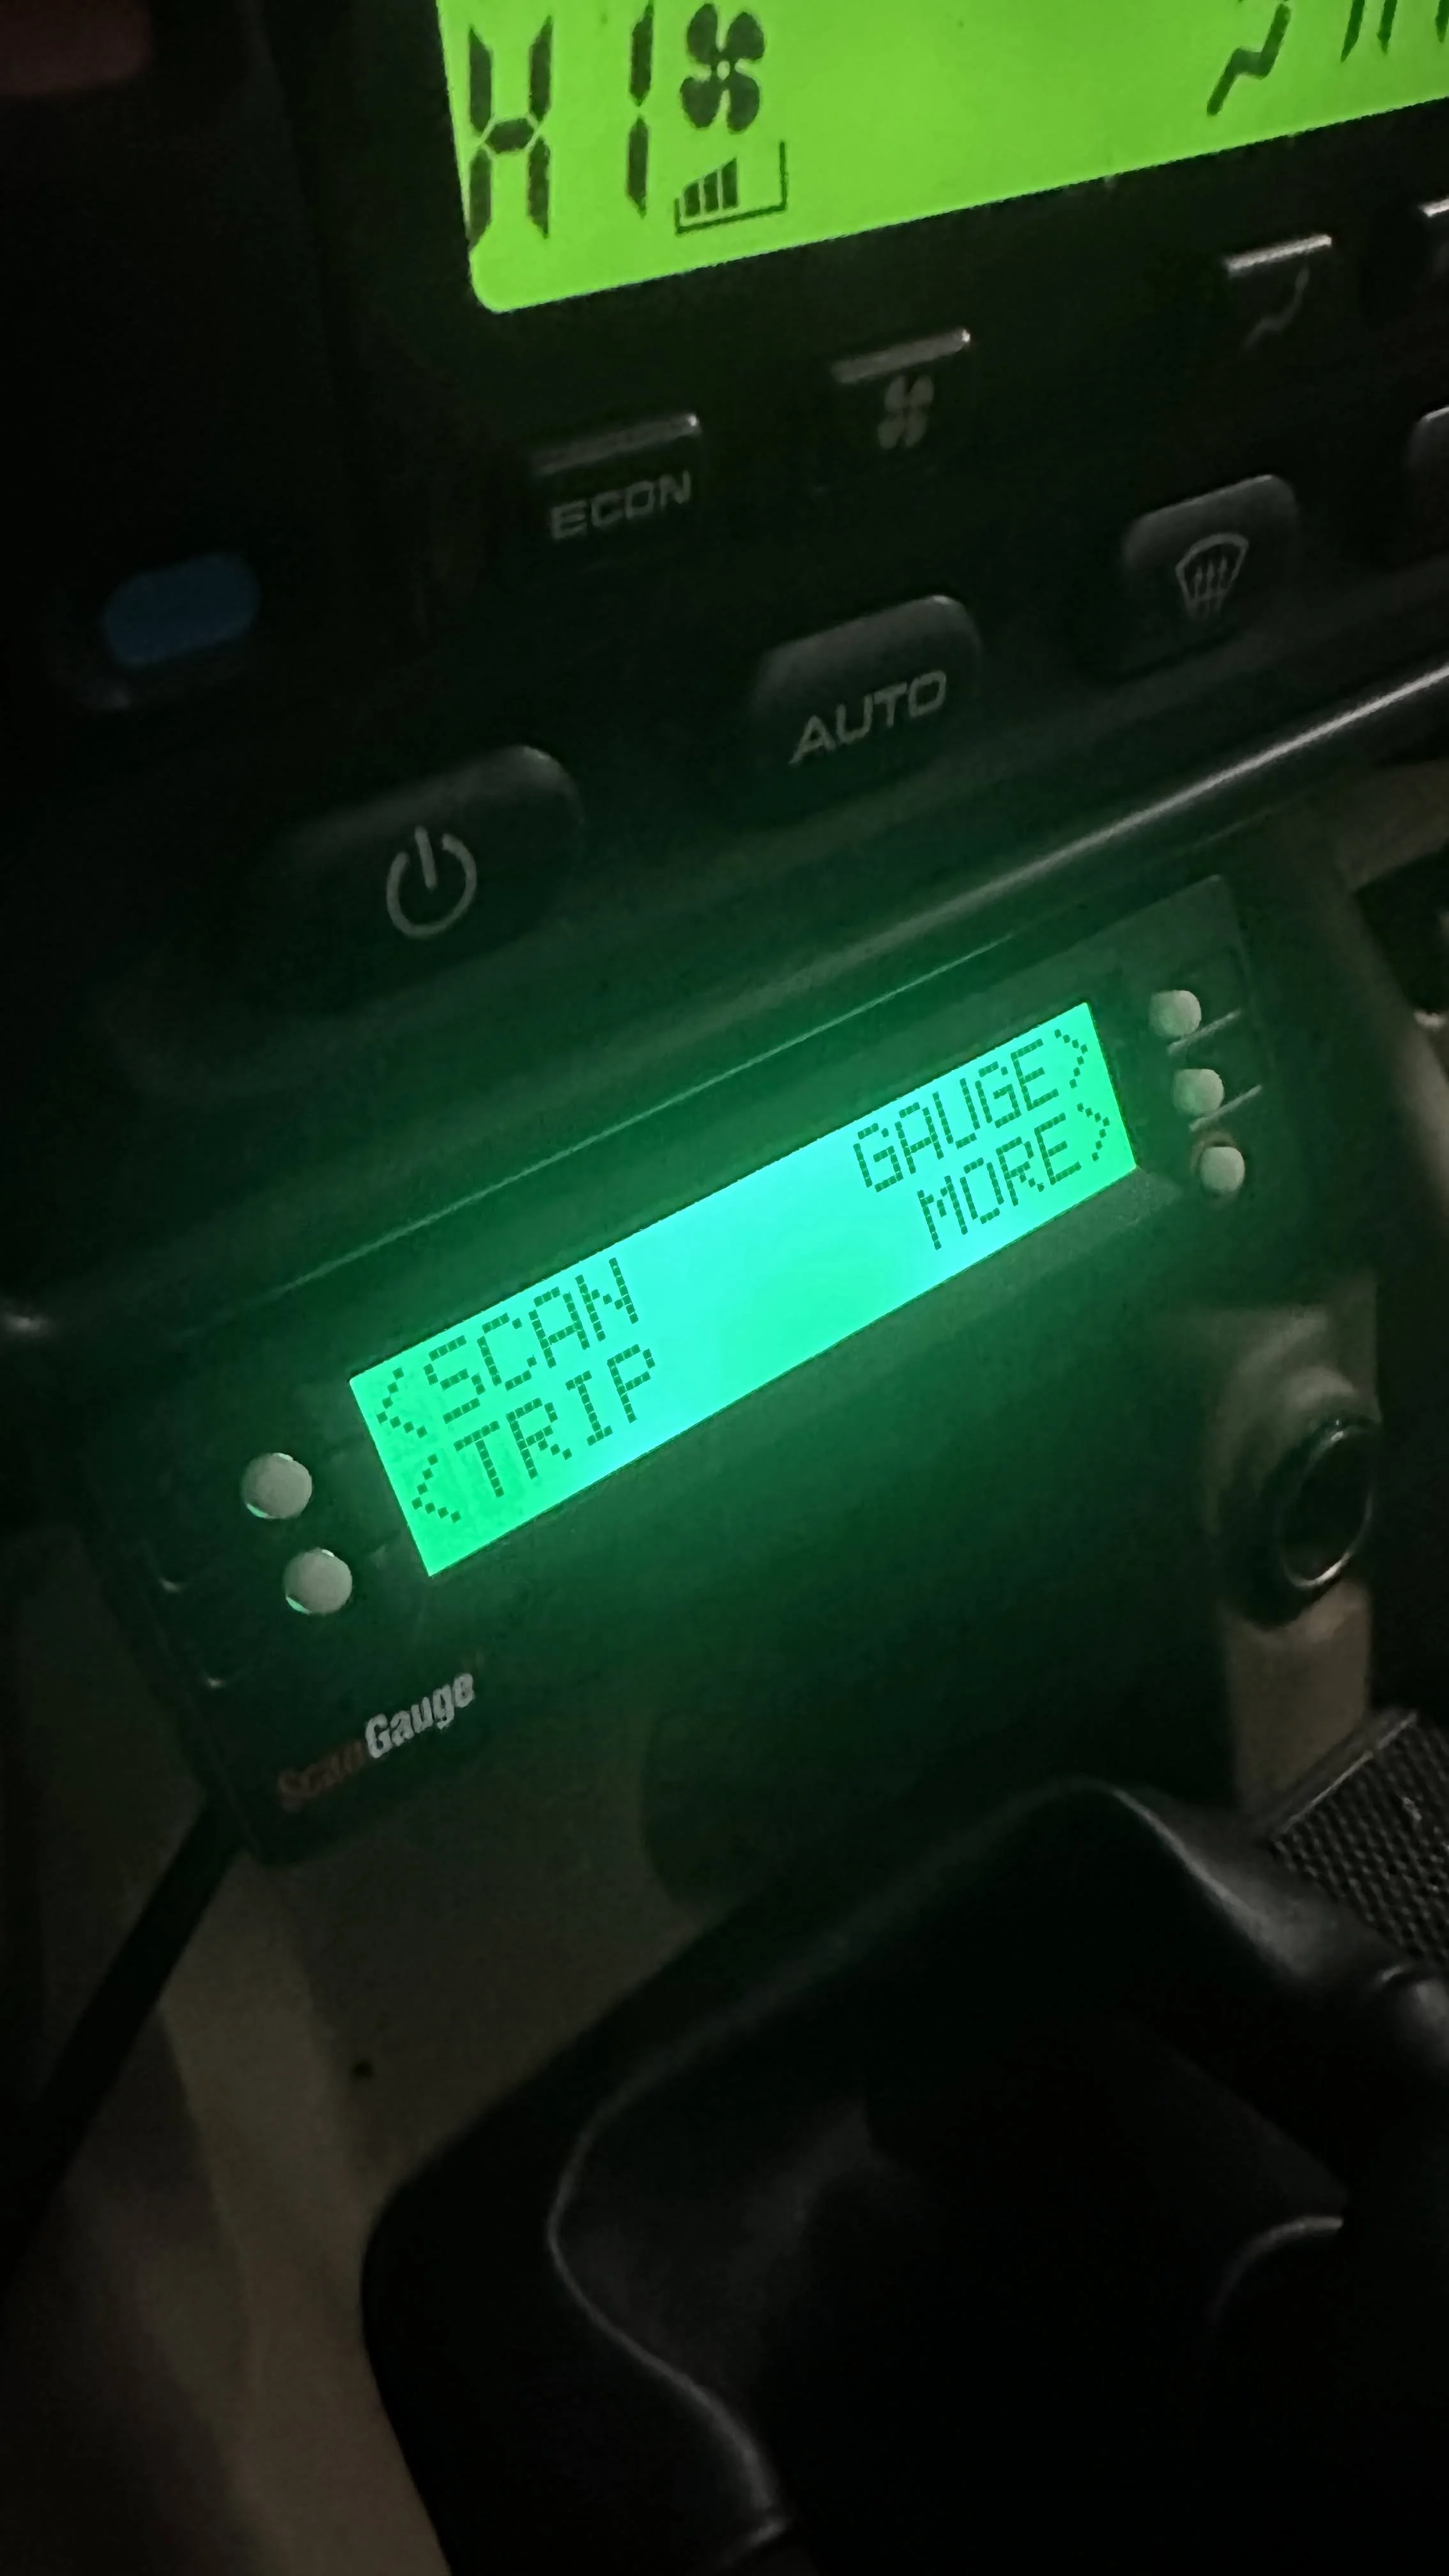 HI
ECON
AUTO
GAUGE>
MORE>
<SCAN
<TRIP
ScanGauge